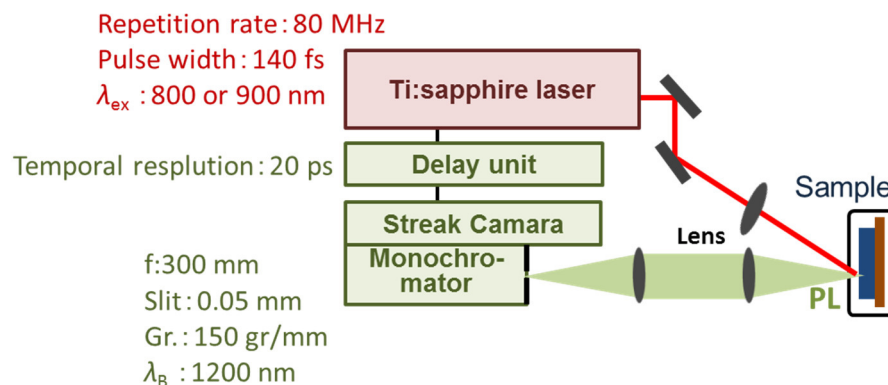 Repetition rate : 80 MHz
Pulse width : 140 fs
λex : 800 or 900 nm
Ti:sapphire laser
Temporal resplution : 20 ps
Delay unit
Sample
Streak Camara
Lens
Monochro-
mator
f:300 mm
Slit : 0.05 mm
Gr. : 150 gr/mm
λB : 1200 nm
PL